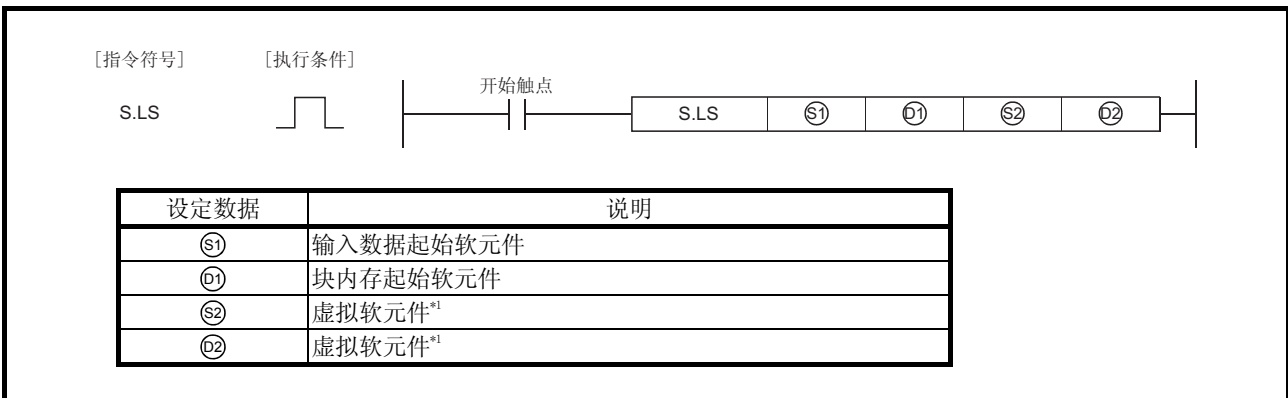 [指令符号] [执行条件]
开始触点
S.LS S.LS S1 D1 S2 D2
设定数据 说明
S1 输入数据起始软元件
D1 块内存起始软元件
S2 虚拟软元件*1
D2 虚拟软元件*1